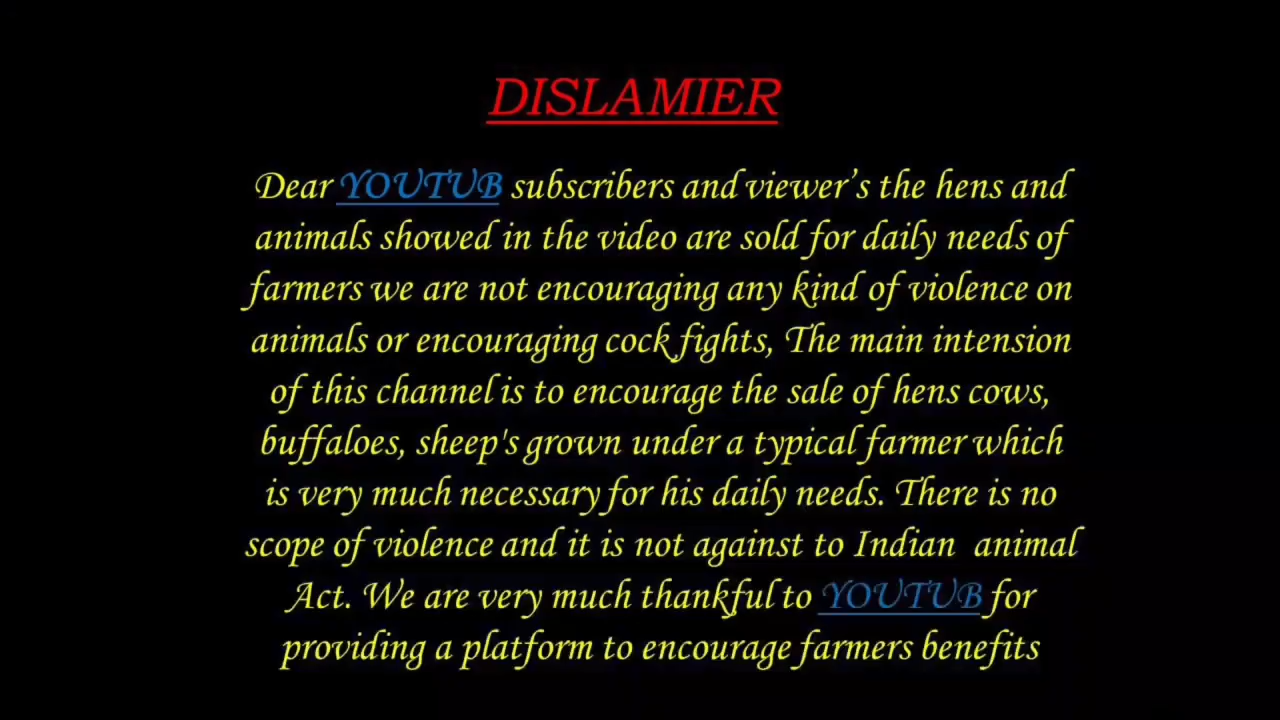 DISLAMIER
Dear YOUTUB subscribers and viewer’s the hens and
animals showed in the video are sold for daily needs of
farmers we are not encouraging any kind of violence on
animals or encouraging cock fights, The main intension
of this channel is to encourage the sale of hens cows,
buffaloes, sheep's grown under a typical farmer which
is very much necessary for his daily needs. There is no
scope of violence and it is not against to Indian animal
Act. We are very much thankful to YOUTUB for
providing a platform to encourage farmers benefits